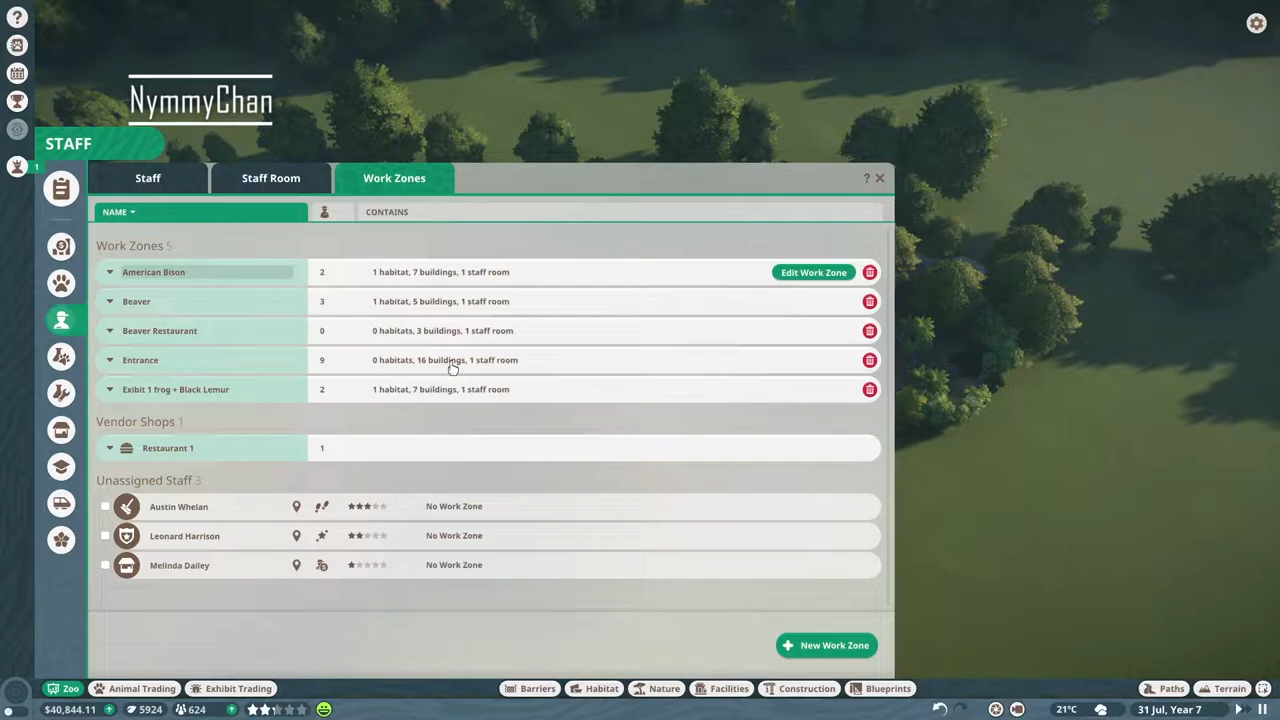 ?
NymmyChan
STAFF
1
Staff
Staff Room
Work Zones
?
NAME
CONTAINS
Work Zones 5
American Bison
2
1 habitat, 7 buildings, 1 staff room
Edit Work Zone
Beaver
3
1 habitat, 5 buildings, 1 staff room
Beaver Restaurant
0
0 habitats, 3 buildings, 1 staff room
Entrance
9
0 habitats, 16 buildings, 1 staff room
Exibit 1 frog + Black Lemur
2
1 habitat, 7 buildings, 1 staff room
Vendor Shops 1
Restaurant 1
1
Unassigned Staff 3
Austin Whelan
No Work Zone
Leonard Harrison
No Work Zone
Melinda Dailey
No Work Zone
New Work Zone
Zoo
Animal Trading
Exhibit Trading
Barriers
Habitat
Nature
Facilities
Construction
Blueprints
Paths
Terrain
$40,844.11
5924
624
21°C
31 Jul, Year 7